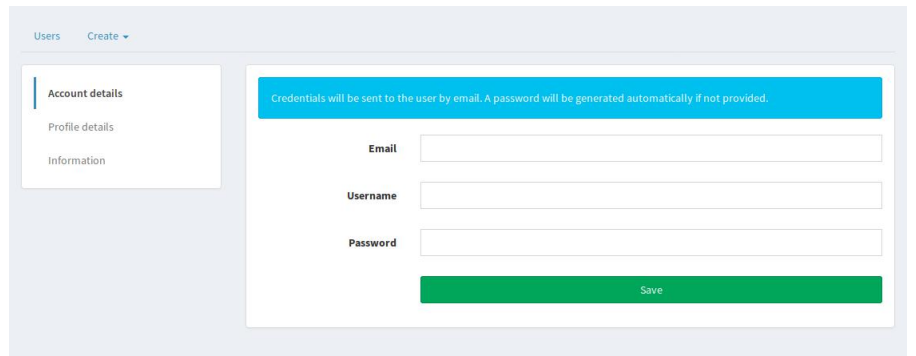 Users Create
Account details
Profile details
Information
Credentials will be sent to the user by email. A password will be generated automatically if not provided.
Email
Username
Password
Save